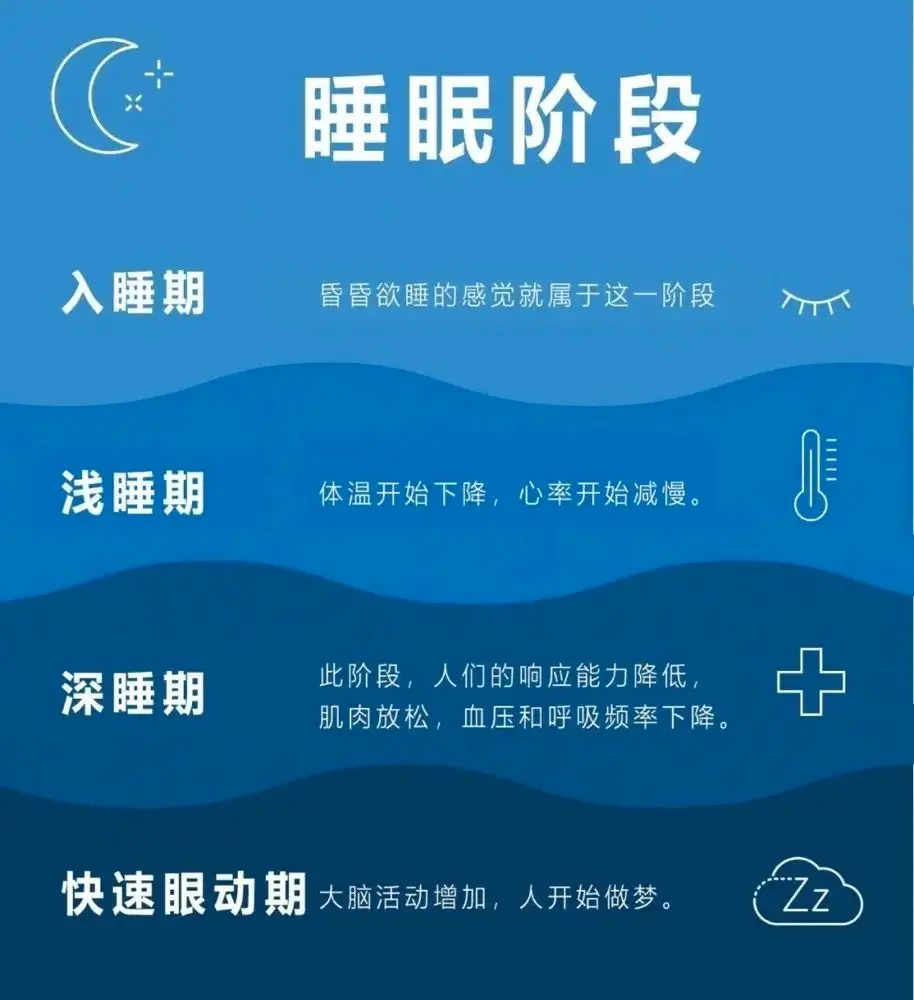 睡眠阶段
入睡期
昏昏欲睡的感觉就属于这一阶段
浅睡期
体温开始下降，心率开始减慢。
深睡期
此阶段，人们的响应能力降低，
肌肉放松，血压和呼吸频率下降。
快速眼动期
大脑活动增加，人开始做梦。
Zz